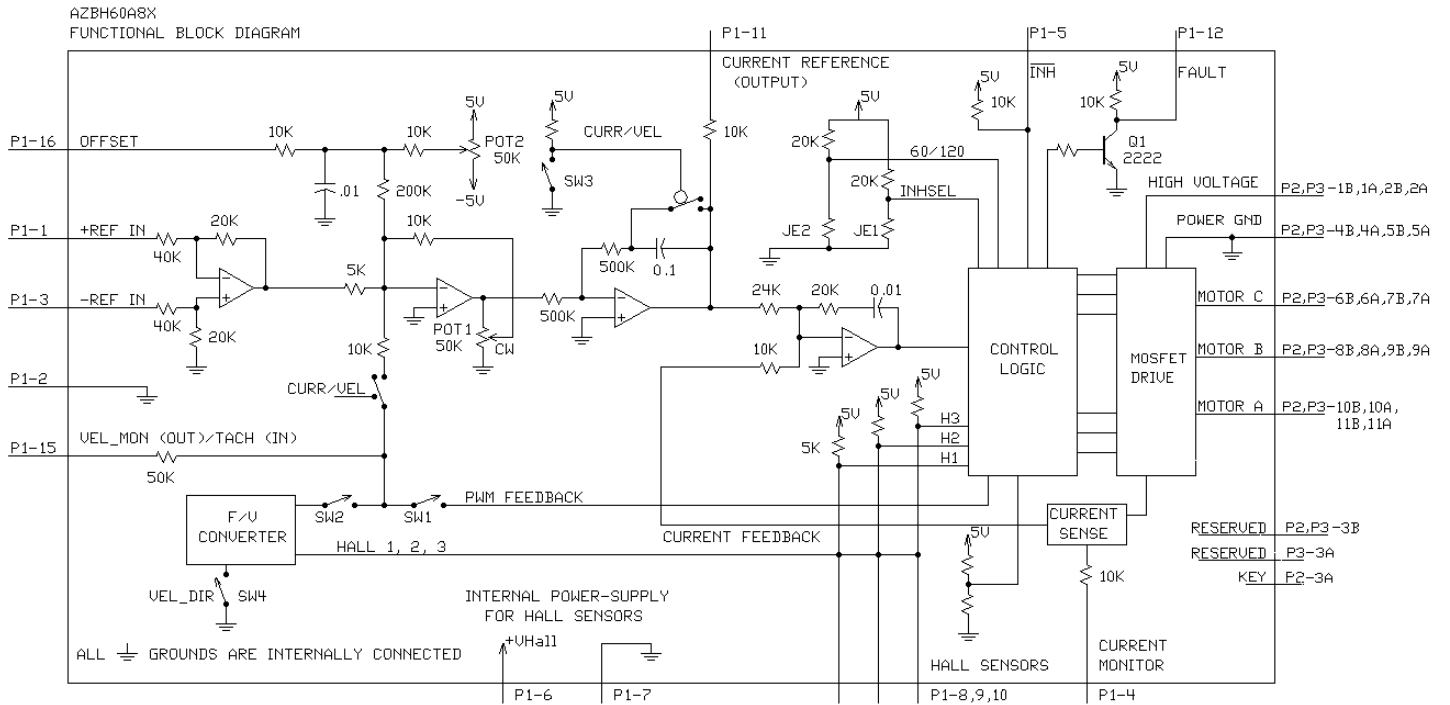 AZBH60A8X
FUNCTIONAL BLOCK DIAGRAM
P1-11
P1-5
P1-12
CURRENT REFERENCE
(OUTPUT)
INH
FAULT
5V
5V
10K
10K
5V
5V
5V
P1-16 OFFSET
10K
10K
POT2
50K
CURR/VEL
10K
20K
60/120
Q1
2222
.01
200K
-5V
SW3
20K
INHSEL
HIGH VOLTAGE P2,P3-1B,1A,2B,2A
POWER GND P2,P3-4B,4A,5B,5A
P1-1 +REF IN
20K
10K
JE2
JE1
40K
500K
0.1
5K
P1-3 -REF IN
24K
20K
0.01
MOTOR C P2,P3-6B,6A,7B,7A
40K
20K
POT1
50K
CW
500K
10K
10K
CONTROL
LOGIC
MOSFET
DRIVE
MOTOR B P2,P3-8B,8A,9B,9A
P1-2
CURR/VEL
5V
5V
5V
MOTOR A P2,P3-10B,10A,
11B,11A
P1-15 VEL_MON (OUT)/TACH (IN)
50K
5K
H3
H2
H1
F/V
CONVERTER
SW2
SW1
PWM FEEDBACK
CURRENT
SENSE
CURRENT FEEDBACK
5V
RESERVED P2,P3-3B
HALL 1, 2, 3
RESERVED P3-3A
10K
KEY P2-3A
VEL_DIR
SW4
INTERNAL POWER-SUPPLY
FOR HALL SENSORS
+VHall
ALL GROUNDS ARE INTERNALLY CONNECTED
HALL SENSORS
CURRENT
MONITOR
P1-6
P1-7
P1-8,9,10
P1-4